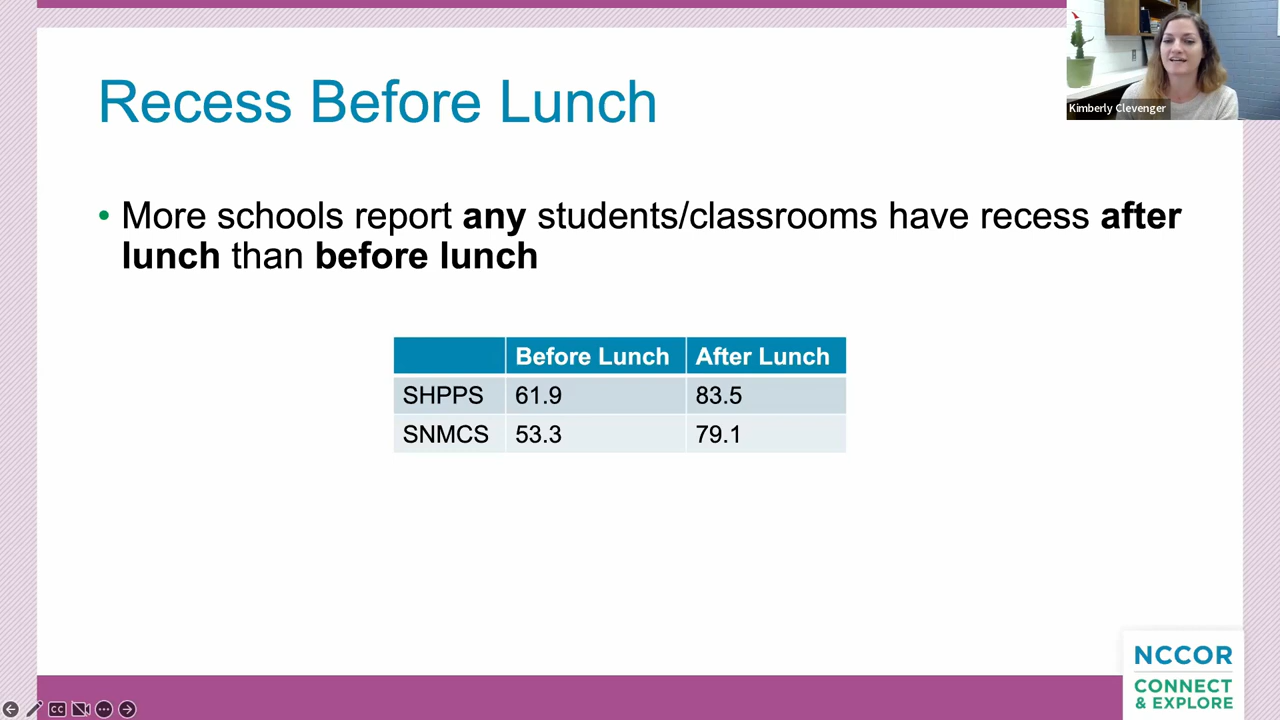 Recess Before Lunch
Kimberly Clevenger
• More schools report any students/classrooms have recess after
lunch than before lunch
Before Lunch After Lunch
SHPPS 61.9 83.5
SNMCS 53.3 79.1
NCCOR
CONNECT
& EXPLORE
CC